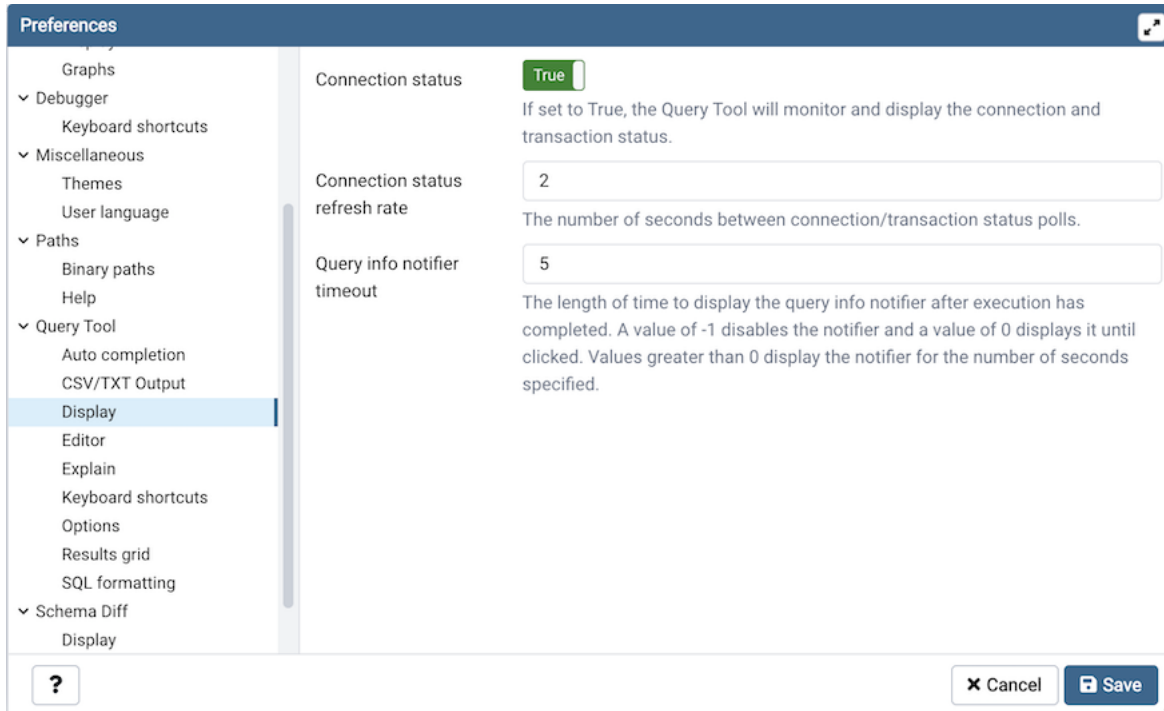 Preferences
Graphs
Debugger
Keyboard shortcuts
Miscellaneous
Themes
User language
Paths
Binary paths
Help
Query Tool
Auto completion
CSV/TXT Output
Display
Editor
Explain
Keyboard shortcuts
Options
Results grid
SQL formatting
Schema Diff
Display
Connection status
True
If set to True, the Query Tool will monitor and display the connection and
transaction status.
Connection status
refresh rate
2
The number of seconds between connection/transaction status polls.
Query info notifier
timeout
5
The length of time to display the query info notifier after execution has
completed. A value of -1 disables the notifier and a value of 0 displays it until
clicked. Values greater than 0 display the notifier for the number of seconds
specified.
?
Cancel
Save